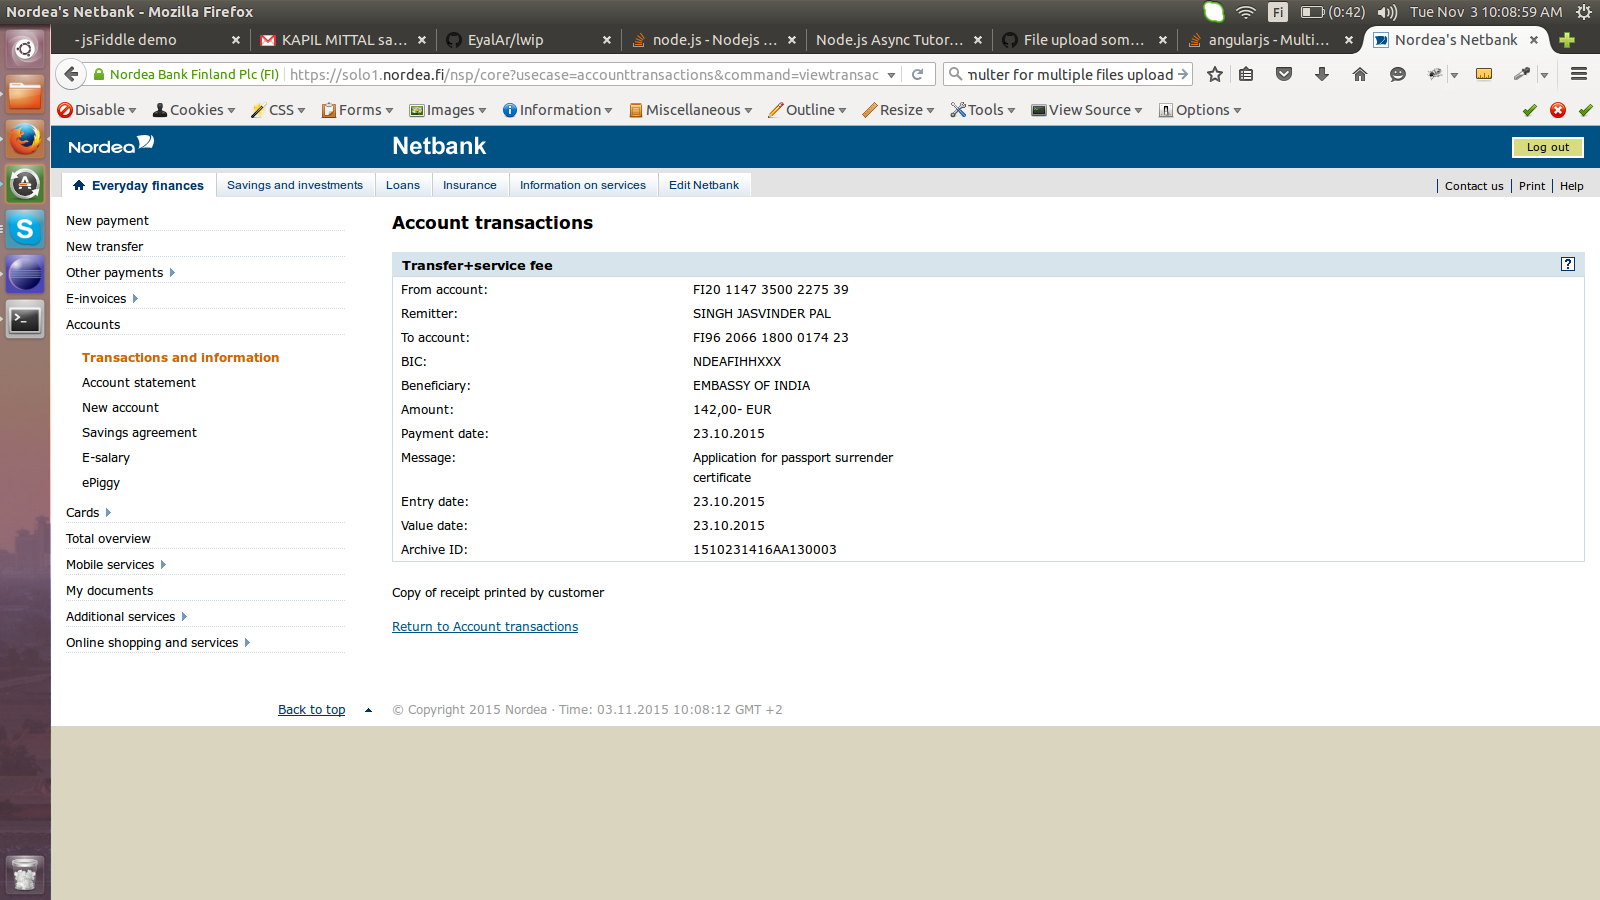 Nordea's Netbank - Mozilla Firefox
Fi
(0:42)
Tue Nov 3 10:08:59 AM
- jsFiddle demo
KAPIL MITTAL sa...
EyalAr/lwip
node.js - Nodejs ...
Node.js Async Tutor...
File upload som...
angularjs - Multi...
Nordea's Netbank
Nordea Bank Finland Plc (FI)
https://solo1.nordea.fi/nsp/core?usecase=accounttransactions&command=viewtransac
multer for multiple files upload
Disable
Cookies
CSS
Forms
Images
Information
Miscellaneous
Outline
Resize
Tools
View Source
Options
Nordea
Netbank
Log out
Everyday finances
Savings and investments
Loans
Insurance
Information on services
Edit Netbank
Contact us
Print
Help
New payment
New transfer
Other payments
E-invoices
Accounts
Transactions and information
Account statement
New account
Savings agreement
E-salary
ePiggy
Cards
Total overview
Mobile services
My documents
Additional services
Online shopping and services
Back to top
Account transactions
Transfer+service fee
?
From account: FI20 1147 3500 2275 39
Remitter: SINGH JASVINDER PAL
To account: FI96 2066 1800 0174 23
BIC: NDEAFIHHXXX
Beneficiary: EMBASSY OF INDIA
Amount: 142,00- EUR
Payment date: 23.10.2015
Message: Application for passport surrender
certificate
Entry date: 23.10.2015
Value date: 23.10.2015
Archive ID: 1510231416AA130003
Copy of receipt printed by customer
Return to Account transactions
© Copyright 2015 Nordea · Time: 03.11.2015 10:08:12 GMT +2